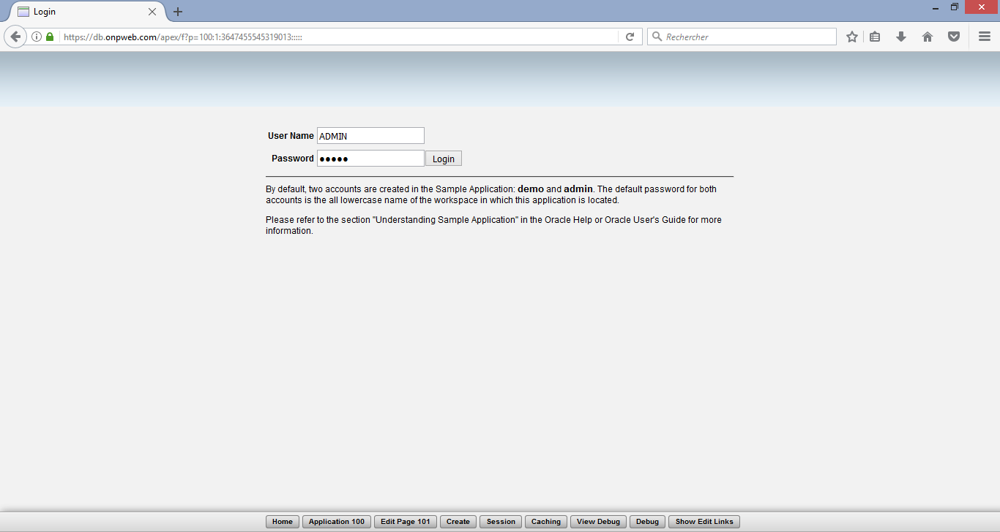 Login
https://db.onpweb.com/apex/f?p=100:1:3647455545319013:::::
Rechercher
User Name ADMIN
Password ●●●●● Login
By default, two accounts are created in the Sample Application: demo and admin. The default password for both
accounts is the all lowercase name of the workspace in which this application is located.
Please refer to the section "Understanding Sample Application" in the Oracle Help or Oracle User's Guide for more
information.
Home Application 100 Edit Page 101 Create Session Caching View Debug Debug Show Edit Links